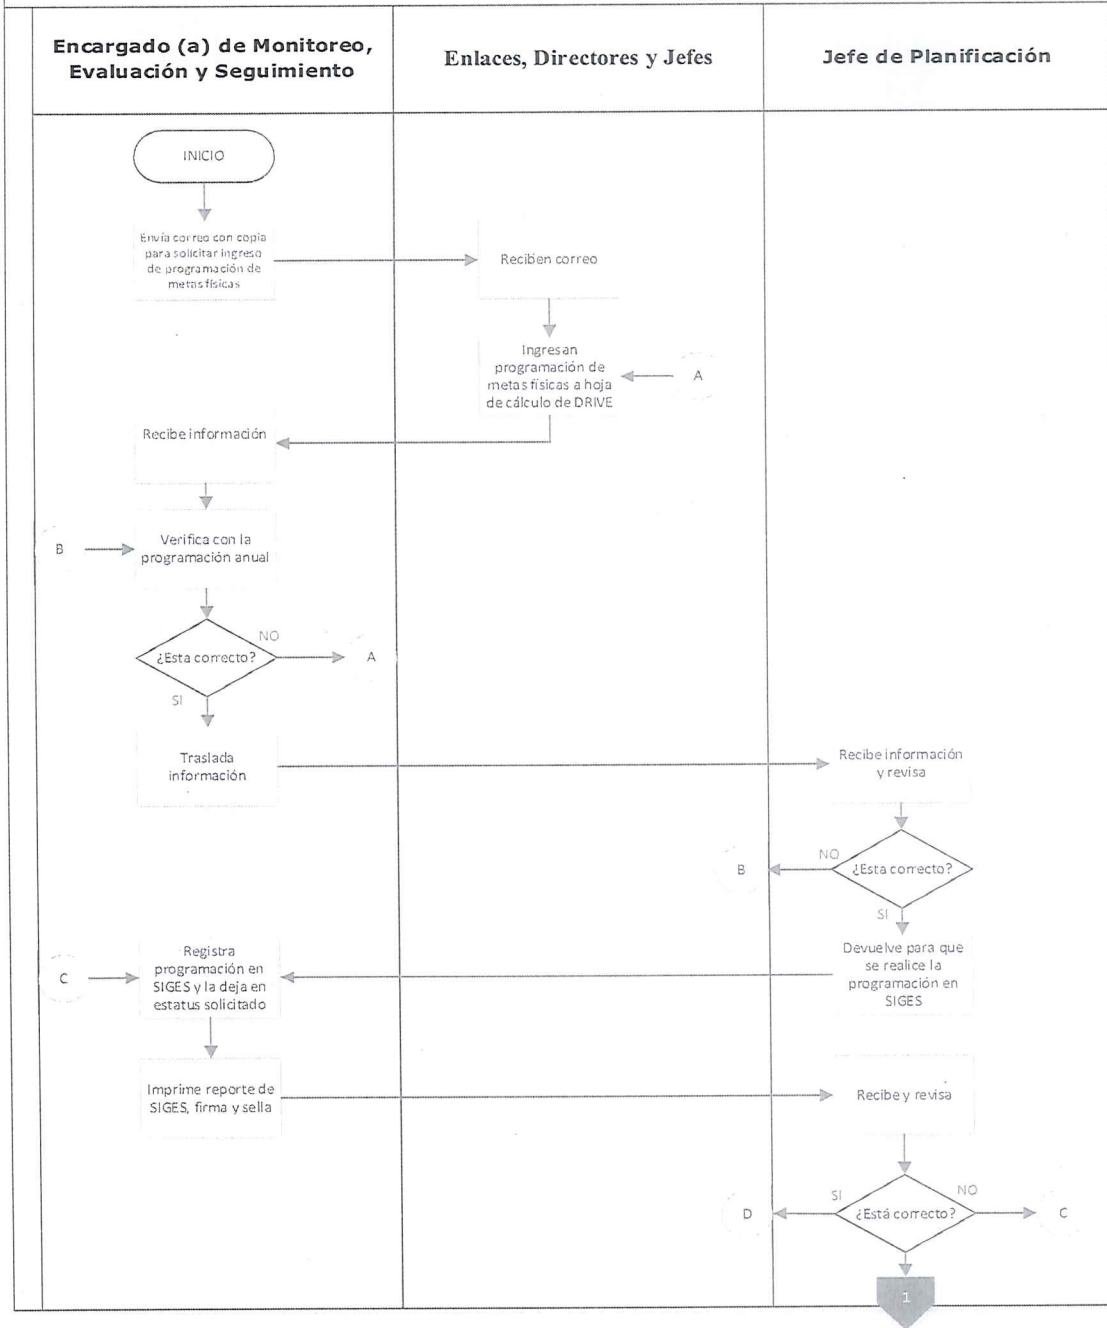 Encargado (a) de Monitoreo,
Evaluación y Seguimiento
Enlaces, Directores y Jefes
Jefe de Planificación
INICIO
Envía correo con copia
para solicitar ingreso
de programación de
metas físicas
Reciben correo
Ingresan
programación de
metas físicas a hoja
de cálculo de DRIVE
A
Recibe información
B
Verifica con la
programación anual
¿Esta correcto?
NO
A
SI
Traslada
información
Recibe información
y revisa
¿Esta correcto?
NO
B
SI
Devuelve para que
se realice la
programación en
SIGES
C
Registra
programación en
SIGES y la deja en
estatus solicitado
Imprime reporte de
SIGES, firma y sella
Recibe y revisa
D
SI
¿Está correcto?
NO
C
1